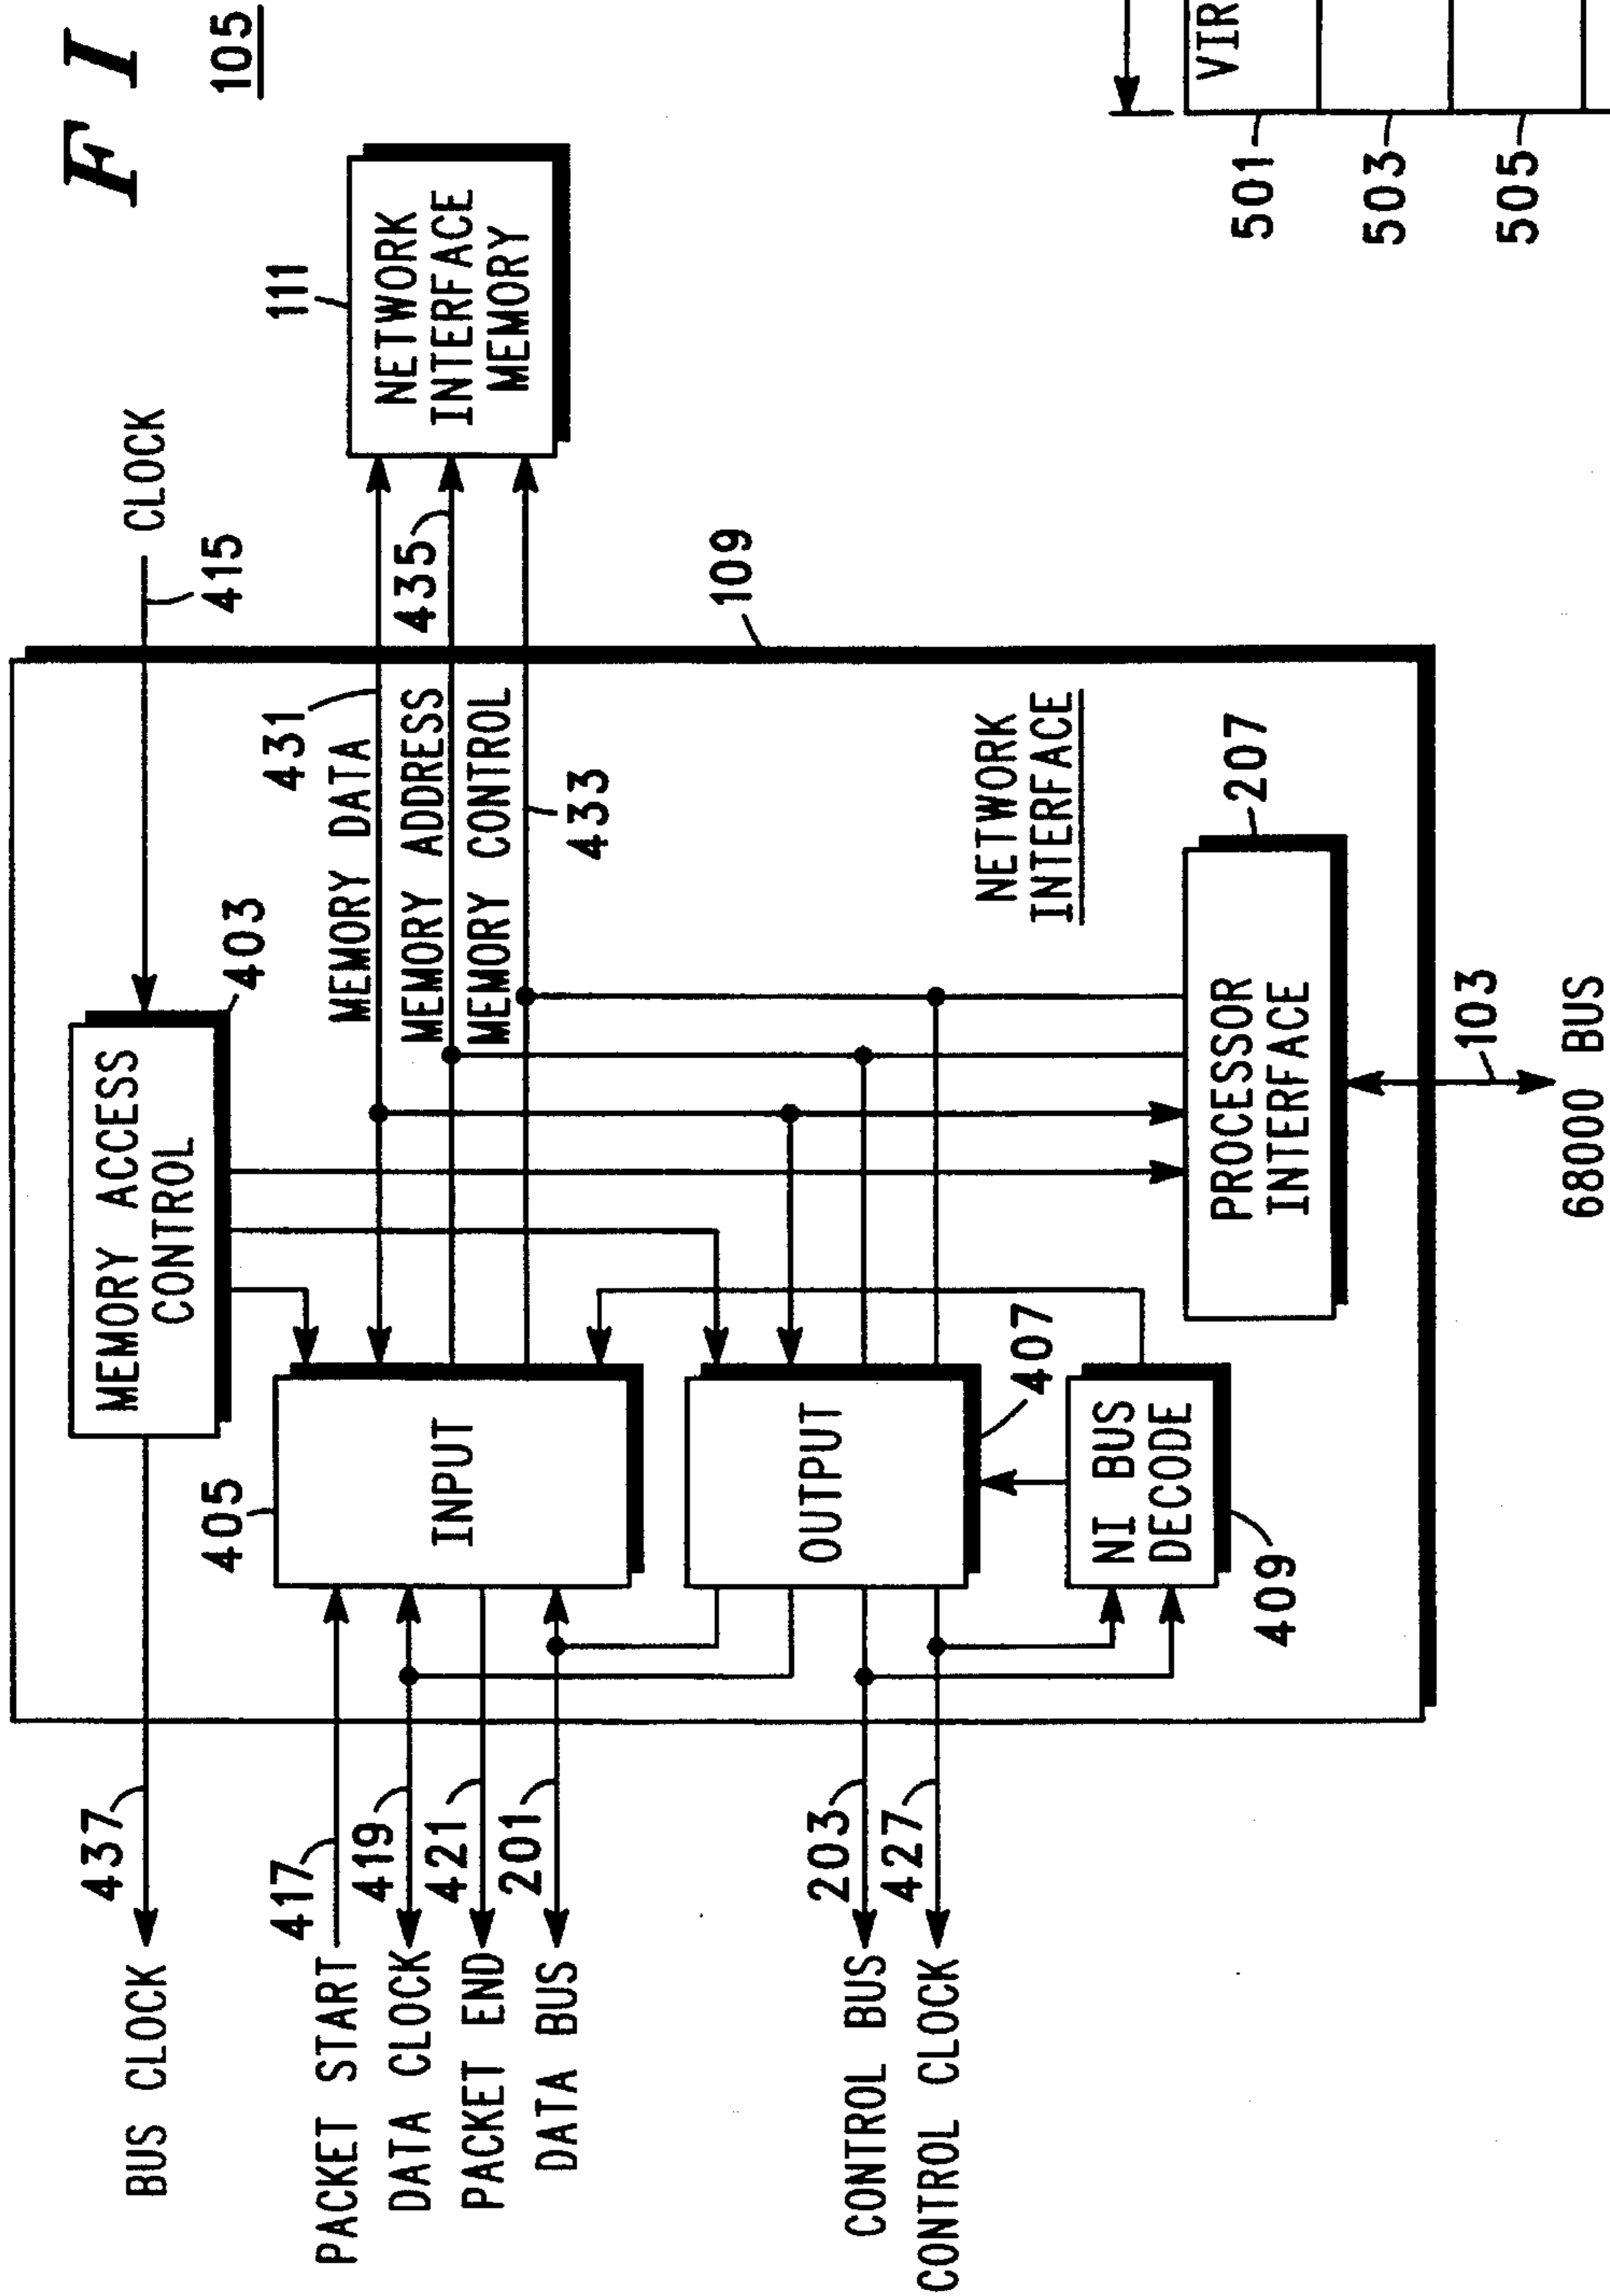 F I
105
CLOCK
415
111
NETWORK
INTERFACE
MEMORY
435
109
431
MEMORY DATA
MEMORY ADDRESS
MEMORY CONTROL
433
403
MEMORY ACCESS
CONTROL
NETWORK
INTERFACE
207
PROCESSOR
INTERFACE
103
68000 BUS
405
INPUT
OUTPUT
407
NI BUS
DECODE
409
437
BUS CLOCK
417
PACKET START
419
DATA CLOCK
421
PACKET END
201
DATA BUS
203
CONTROL BUS
427
CONTROL CLOCK
VIR
501
503
505